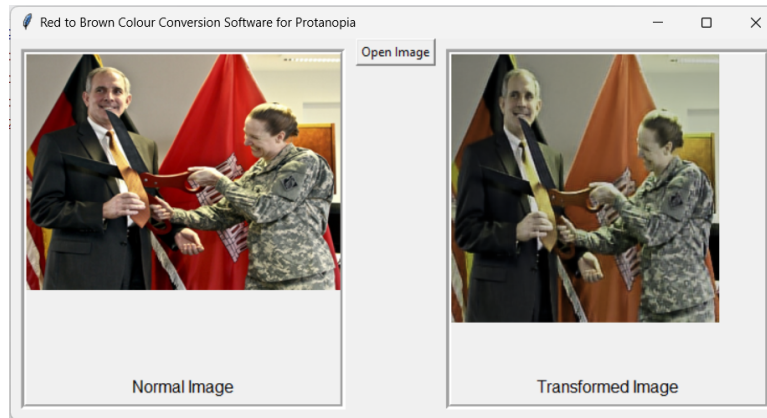 Red to Brown Colour Conversion Software for Protanopia
Open Image
Normal Image
Transformed Image